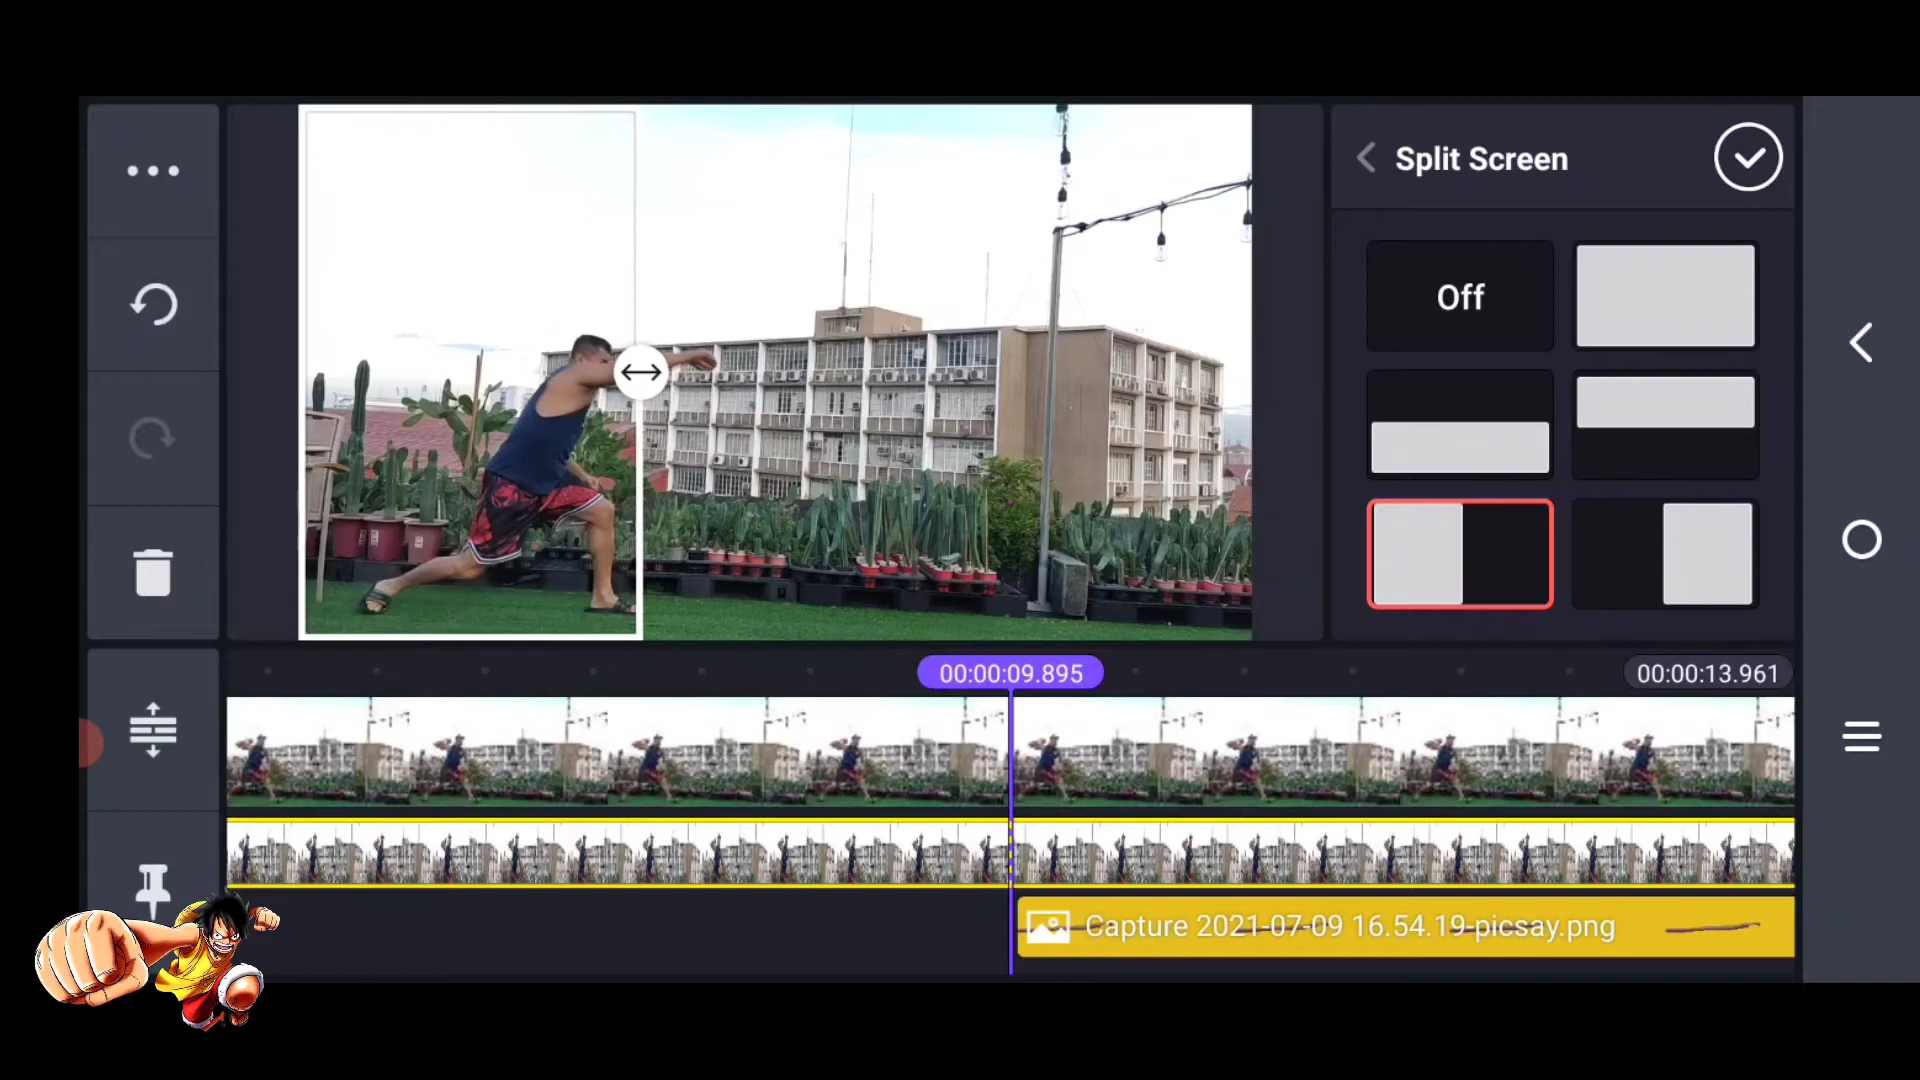 Split Screen
Off
00:00:09.895
00:00:13.961
Capture 2021-07-09 16.54.19-picsay.png